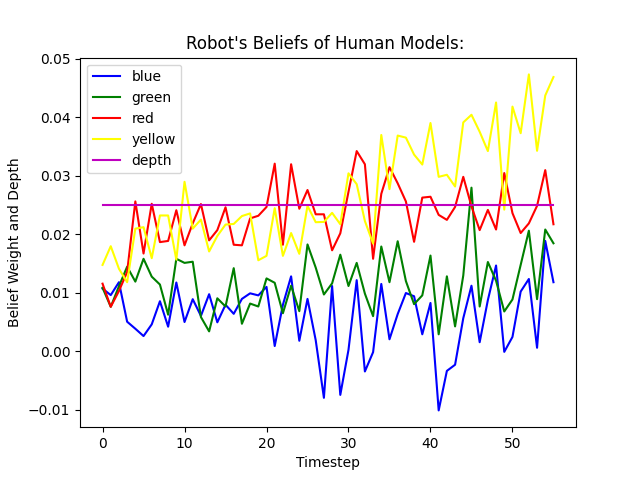 Robot's Beliefs of Human Models:
blue
green
red
yellow
depth
Belief Weight and Depth
0.05
0.04
0.03
0.02
0.01
0.00
−0.01
0 10 20 30 40 50
Timestep